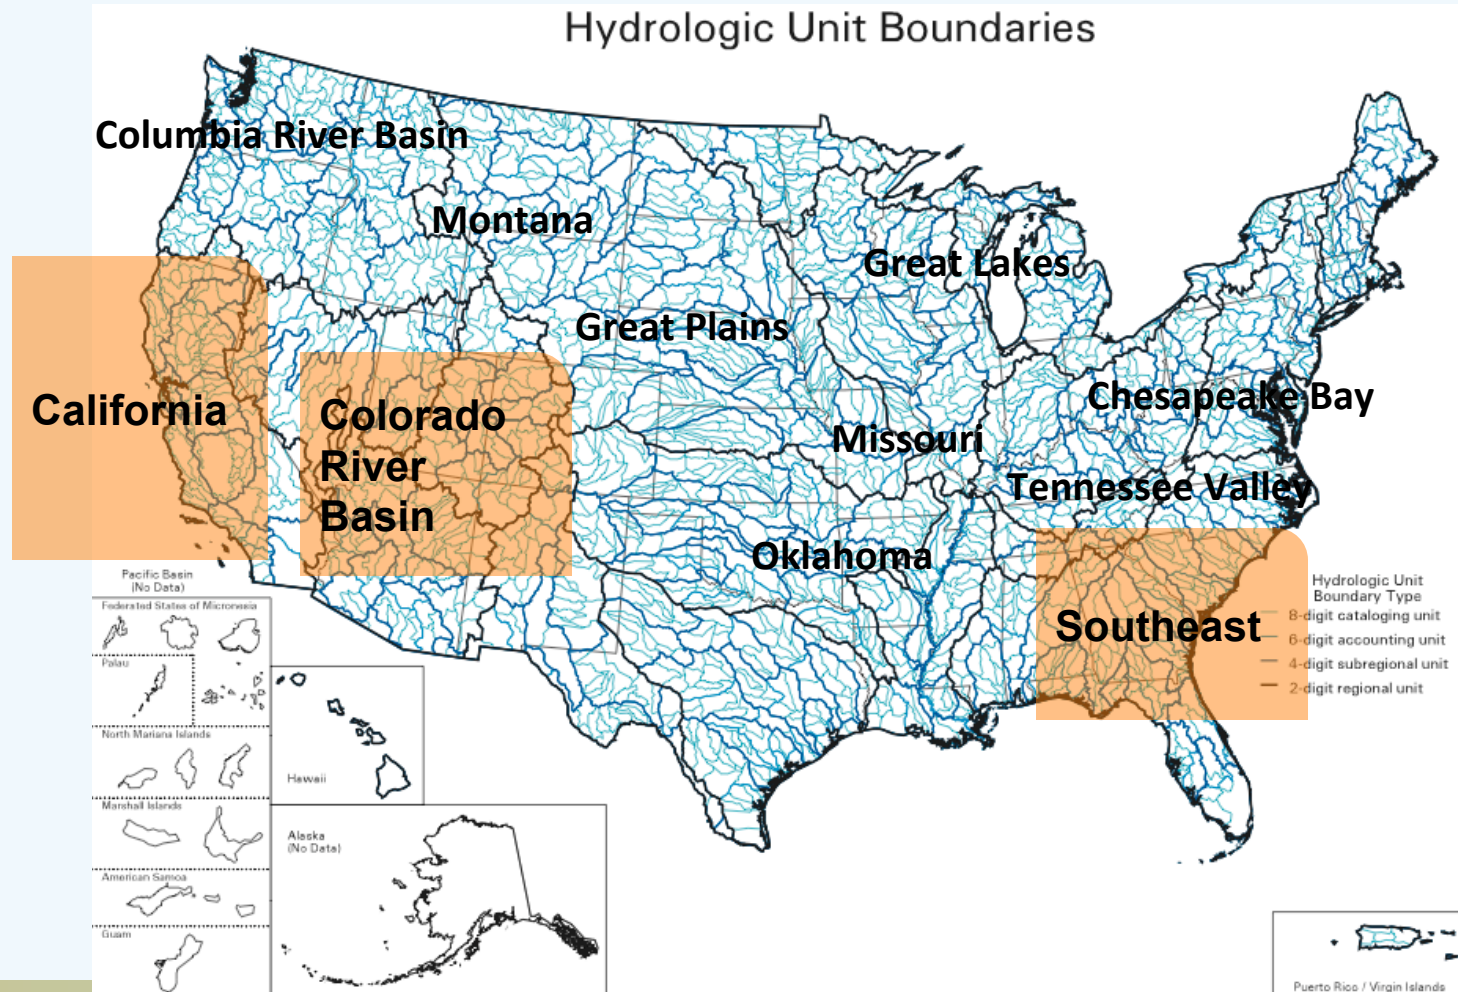 Hydrologic Unit Boundaries
Columbia River Basin
Montana
Great Lakes
Great Plains
California
Colorado
River
Basin
Chesapeake Bay
Missouri
Tennessee Valley
Oklahoma
Southeast
Hydrologic Unit
Boundary Type
8-digit cataloging unit
6-digit accounting unit
4-digit subregional unit
2-digit regional unit
Pacific Basin
(No Data)
Federated States of Micronesia
Palau
North Mariana Islands
Marshall Islands
American Samoa
Guam
Hawaii
Alaska
(No Data)
Puerto Rico / Virgin Islands